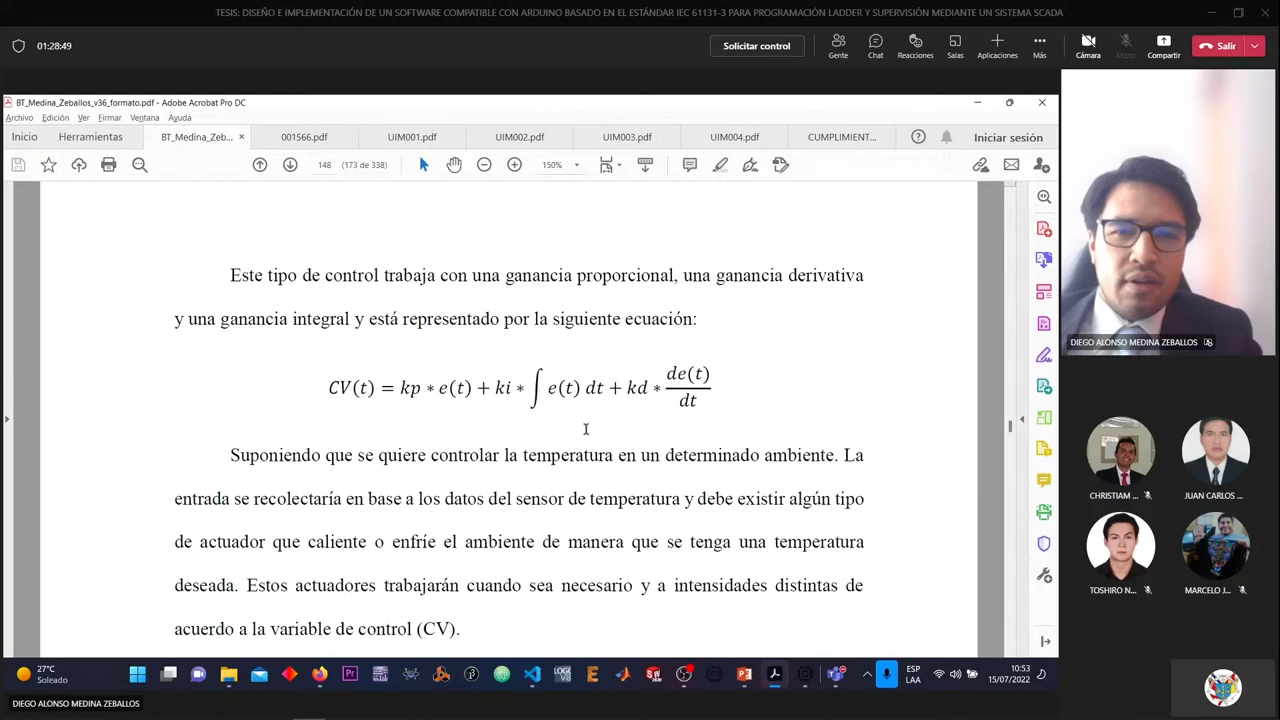 TESIS: DISEÑO E IMPLEMENTACIÓN DE UN SOFTWARE COMPATIBLE CON ARDUINO BASADO EN EL ESTÁNDAR IEC 61131-3 PARA PROGRAMACIÓN LADDER Y SUPERVISIÓN MEDIANTE UN SISTEMA SCADA
01:28:49
Solicitar control
Gente
Chat
Reacciones
Salas
Aplicaciones
Más
Cámara
Micro
Compartir
Salir
BT_Medina_Zeballos_v36_formato.pdf - Adobe Acrobat Pro DC
Archivo Edición Ver Firmar Ventana Ayuda
Inicio Herramientas BT_Medina_Zeb... 001566.pdf UIM001.pdf UIM002.pdf UIM003.pdf UIM004.pdf CUMPLIMIENT... Iniciar sesión
148 (173 de 338) 150%
Este tipo de control trabaja con una ganancia proporcional, una ganancia derivativa
y una ganancia integral y está representado por la siguiente ecuación:
CV(t) = kp ∗ e(t) + ki ∗ ∫ e(t) dt + kd ∗ de(t)/dt
Suponiendo que se quiere controlar la temperatura en un determinado ambiente. La
entrada se recolectaría en base a los datos del sensor de temperatura y debe existir algún tipo
de actuador que caliente o enfríe el ambiente de manera que se tenga una temperatura
deseada. Estos actuadores trabajarán cuando sea necesario y a intensidades distintas de
acuerdo a la variable de control (CV).
DIEGO ALONSO MEDINA ZEBALLOS
CHRISTIAM ...
JUAN CARLOS ...
TOSHIRO N...
MARCELO J...
27°C
Soleado
ESP
LAA
10:53
15/07/2022
DIEGO ALONSO MEDINA ZEBALLOS